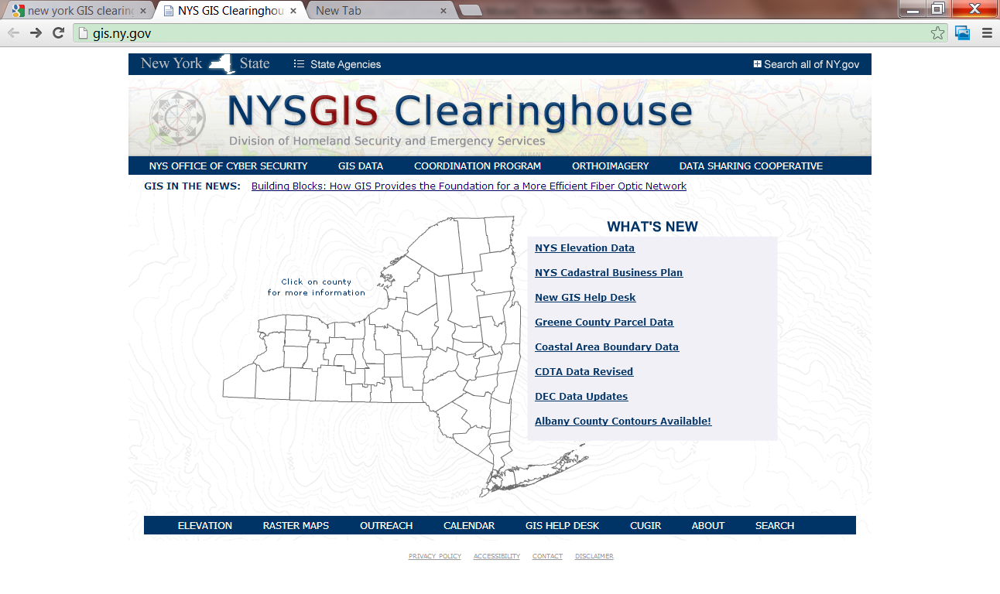 new york GIS clearing
NYS GIS Clearinghou
New Tab
gis.ny.gov
New York State
State Agencies
Search all of NY.gov
NYSGIS Clearinghouse
Division of Homeland Security and Emergency Services
NYS OFFICE OF CYBER SECURITY GIS DATA COORDINATION PROGRAM ORTHOIMAGERY DATA SHARING COOPERATIVE
GIS IN THE NEWS: Building Blocks: How GIS Provides the Foundation for a More Efficient Fiber Optic Network
Click on county
for more information
WHAT'S NEW
NYS Elevation Data
NYS Cadastral Business Plan
New GIS Help Desk
Greene County Parcel Data
Coastal Area Boundary Data
CDTA Data Revised
DEC Data Updates
Albany County Contours Available!
ELEVATION RASTER MAPS OUTREACH CALENDAR GIS HELP DESK CUGIR ABOUT SEARCH
PRIVACY POLICY ACCESSIBILITY CONTACT DISCLAIMER